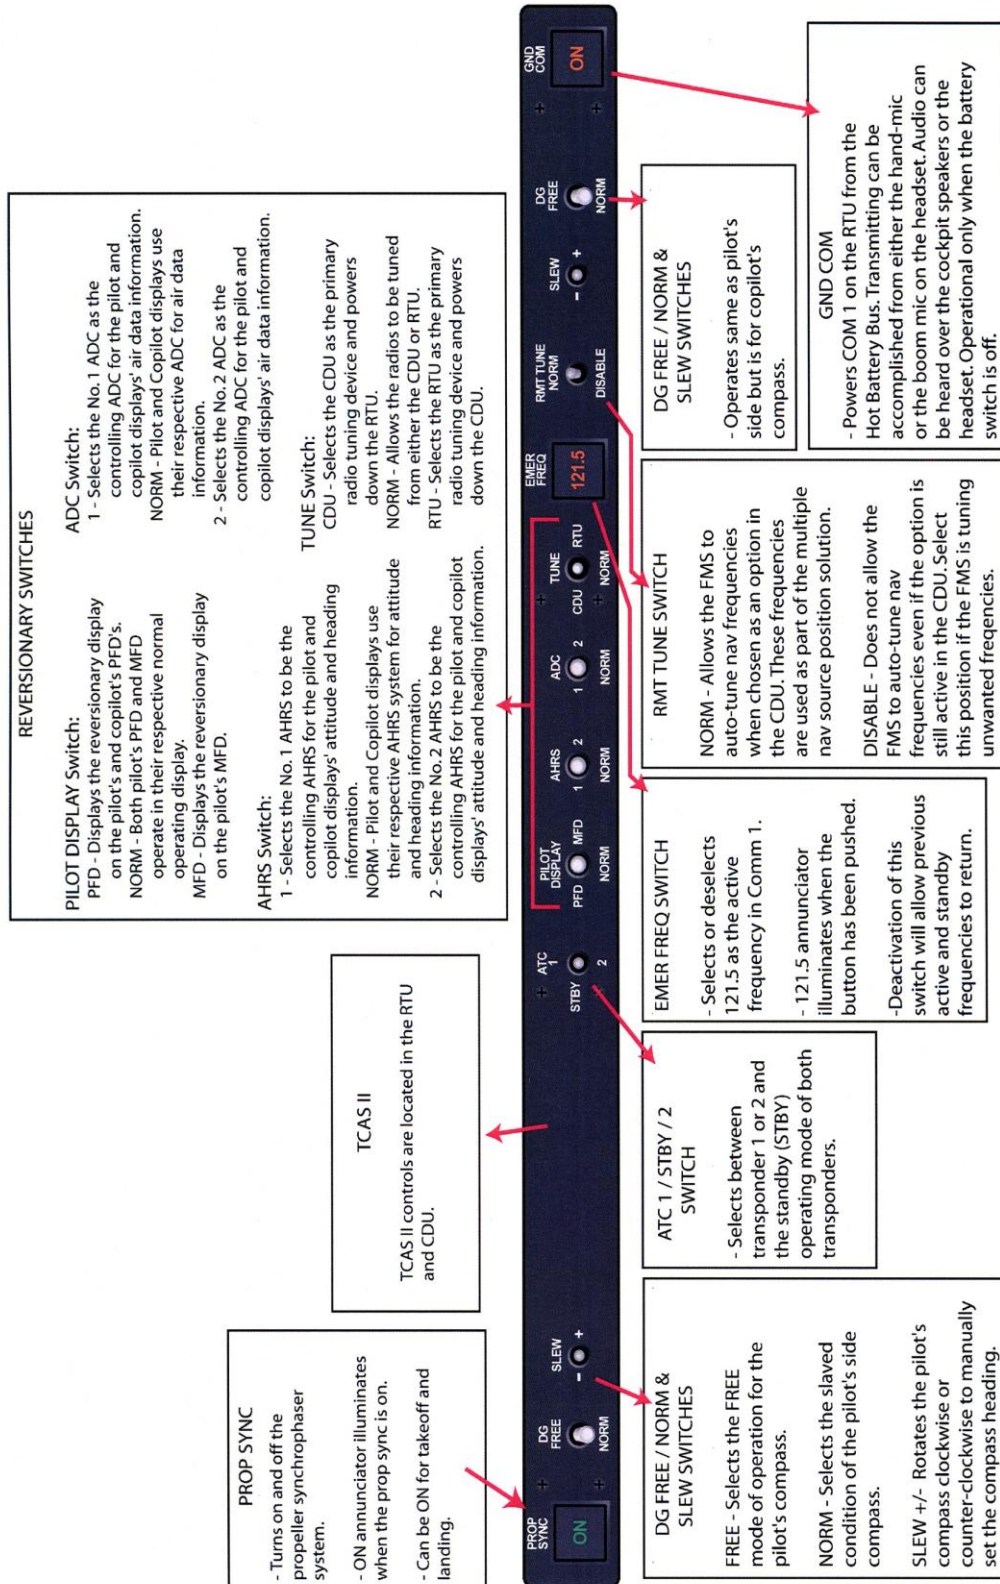 PROP SYNC
- Turns on and off the
propeller synchrophaser
system.
- ON annunciator illuminates
when the prop sync is on.
- Can be ON for takeoff and
landing.
TCAS II
TCAS II controls are located in the RTU
and CDU.
REVERSIONARY SWITCHES
PILOT DISPLAY Switch:
PFD - Displays the reversionary display
on the pilot's and copilot's PFD's.
NORM - Both pilot's PFD and MFD
operate in their respective normal
operating display.
MFD - Displays the reversionary display
on the pilot's MFD.
AHRS Switch:
1 - Selects the No.1 AHRS to be the
controlling AHRS for the pilot and
copilot displays' attitude and heading
information.
NORM - Pilot and Copilot displays use
their respective AHRS system for attitude
and heading information.
2 - Selects the No.2 AHRS to be the
controlling AHRS for the pilot and copilot
displays' attitude and heading information.
ADC Switch:
1 - Selects the No.1 ADC as the
controlling ADC for the pilot and
copilot displays' air data information.
NORM - Pilot and Copilot displays use
their respective ADC for air data
information.
2 - Selects the No.2 ADC as the
controlling ADC for the pilot and
copilot displays' air data information.
TUNE Switch:
CDU - Selects the CDU as the primary
radio tuning device and powers
down the RTU.
NORM - Allows the radios to be tuned
from either the CDU or RTU.
RTU - Selects the RTU as the primary
radio tuning device and powers
down the CDU.
PROP
SYNC
ON
DG
FREE
NORM
SLEW
- +
ATC
1
STBY
2
PILOT
DISPLAY
PFD MFD
NORM
AHRS
1 2
NORM
ADC
1 2
NORM
TUNE
CDU RTU
NORM
EMER
FREQ
121.5
RMT TUNE
NORM
DISABLE
SLEW
- +
DG
FREE
NORM
GND
COM
ON
DG FREE / NORM &
SLEW SWITCHES
FREE - Selects the FREE
mode of operation for the
pilot's compass.
NORM - Selects the slaved
condition of the pilot's side
compass.
SLEW +/- Rotates the pilot's
compass clockwise or
counter-clockwise to manually
set the compass heading.
ATC 1 / STBY / 2
SWITCH
- Selects between
transponder 1 or 2 and
the standby (STBY)
operating mode of both
transponders.
EMER FREQ SWITCH
- Selects or deselects
121.5 as the active
frequency in Comm 1.
- 121.5 annunciator
illuminates when the
button has been pushed.
-Deactivation of this
switch will allow previous
active and standby
frequencies to return.
RMT TUNE SWITCH
NORM - Allows the FMS to
auto-tune nav frequencies
when chosen as an option in
the CDU. These frequencies
are used as part of the multiple
nav source position solution.
DISABLE - Does not allow the
FMS to auto-tune nav
frequencies even if the option is
still active in the CDU. Select
this position if the FMS is tuning
unwanted freqencies.
DG FREE / NORM &
SLEW SWITCHES
- Operates same as pilot's
side but is for copilot's
compass.
GND COM
- Powers COM 1 on the RTU from the
Hot Battery Bus. Transmitting can be
accomplished from either the hand-mic
or the boom mic on the headset. Audio can
be heard over the cockpit speakers or the
headset. Operational only when the battery
switch is off.